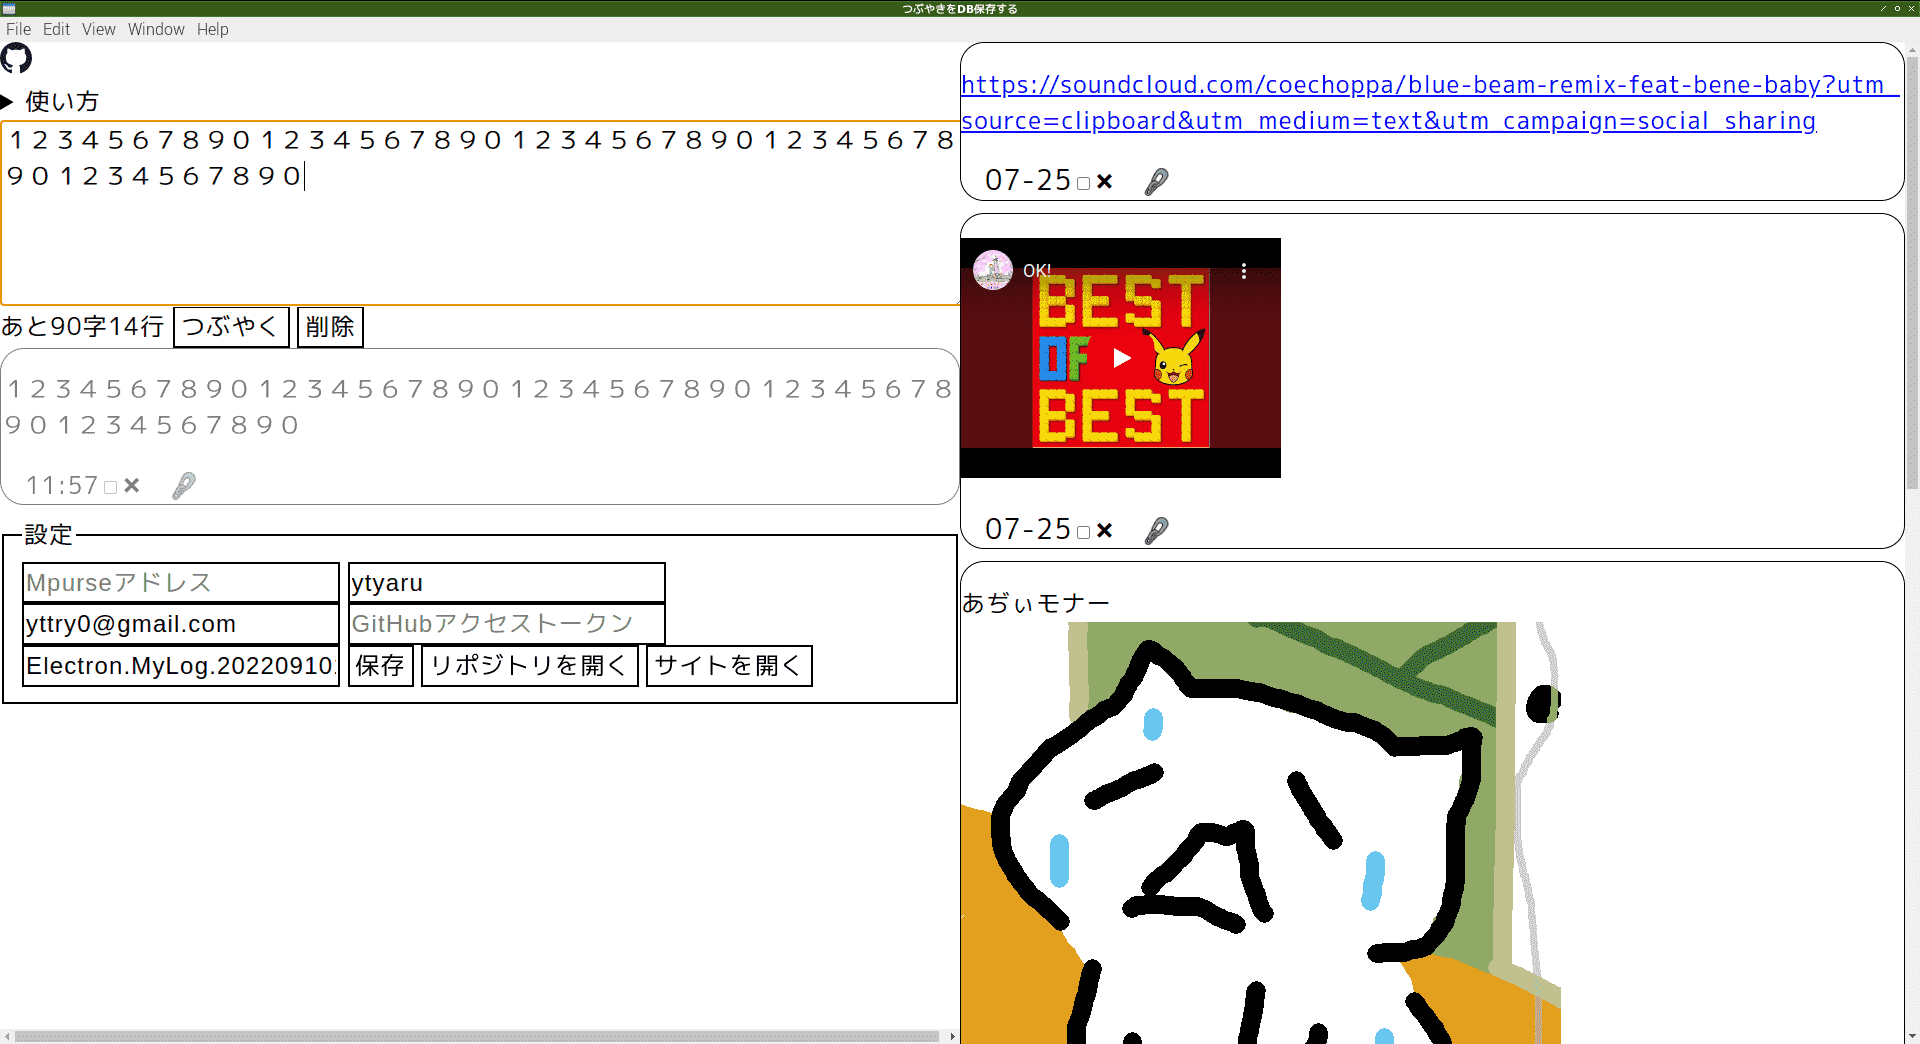 つぶやきをDB保存する
File Edit View Window Help
使い方
1 2 3 4 5 6 7 8 9 0 1 2 3 4 5 6 7 8 9 0 1 2 3 4 5 6 7 8 9 0 1 2 3 4 5 6 7 8
9 0 1 2 3 4 5 6 7 8 9 0
あと90字14行 つぶやく 削除
1 2 3 4 5 6 7 8 9 0 1 2 3 4 5 6 7 8 9 0 1 2 3 4 5 6 7 8 9 0 1 2 3 4 5 6 7 8
9 0 1 2 3 4 5 6 7 8 9 0
11:57
設定
Mpurseアドレス ytyaru
yttry0@gmail.com GitHubアクセストークン
Electron.MyLog.20220910 保存 リポジトリを開く サイトを開く
https://soundcloud.com/coechoppa/blue-beam-remix-feat-bene-baby?utm_
source=clipboard&utm_medium=text&utm_campaign=social_sharing
07-25
OK!
BEST
OF
BEST
07-25
あぢぃモナー